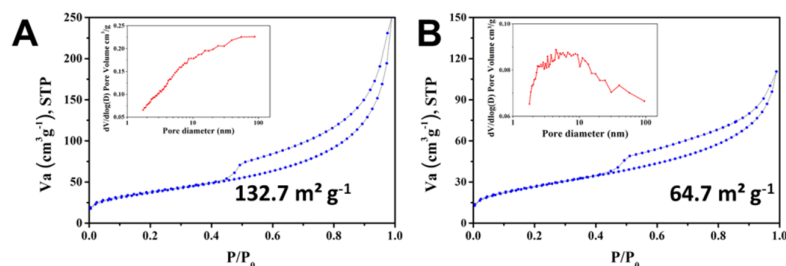 A
250
200
150
100
50
0
Va (cm³g⁻¹), STP
0.0 0.2 0.4 0.6 0.8 1.0
P/P₀
0.25
0.20
0.15
0.10
0.05
dV/dlog(D) Pore Volume cm³/g
1 10 100
Pore diameter (nm)
132.7 m² g⁻¹
B
150
120
90
60
30
0
Va (cm³g⁻¹), STP
0.0 0.2 0.4 0.6 0.8 1.0
P/P₀
0.10
0.08
0.06
dV/dlog(D) Pore Volume cm³/g
1 10 100
Pore diameter (nm)
64.7 m² g⁻¹